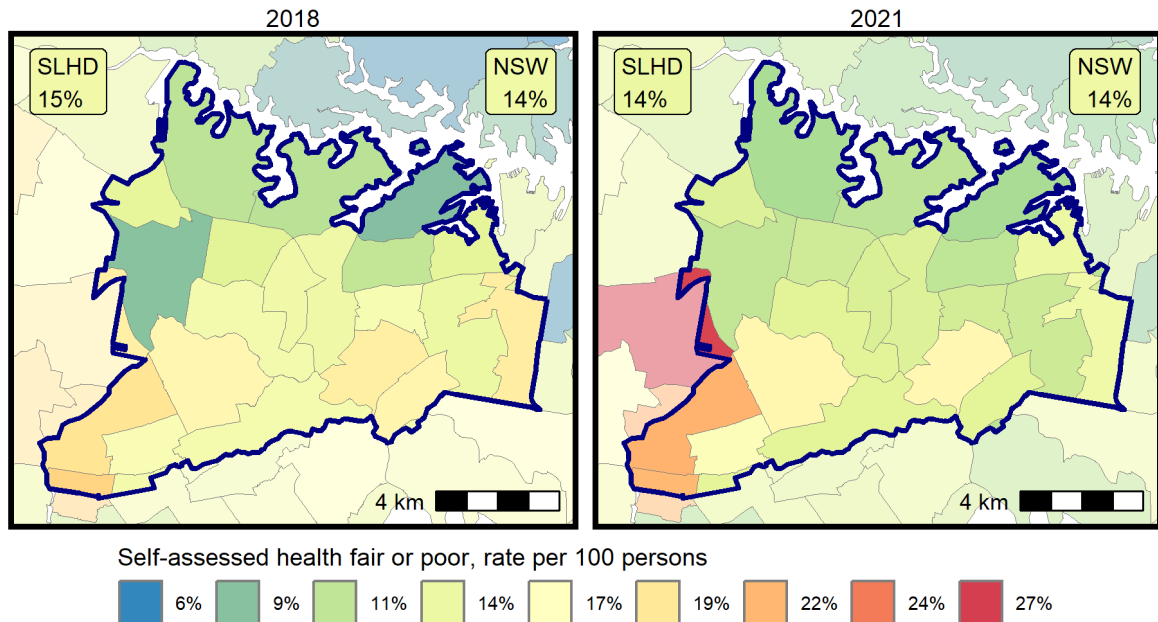 2018
2021
SLHD
15%
NSW
14%
SLHD
14%
NSW
14%
4 km
4 km
Self-assessed health fair or poor, rate per 100 persons
6% 9% 11% 14% 17% 19% 22% 24% 27%